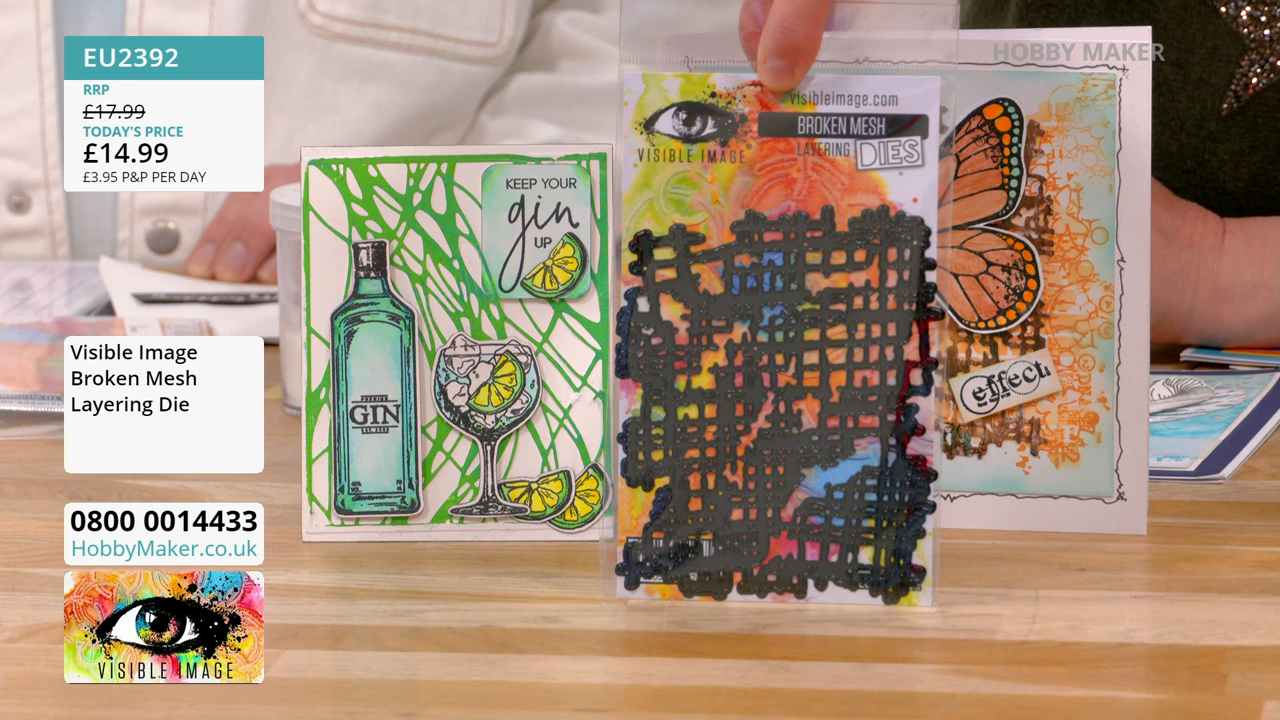 EU2392
RRP
£17.99
TODAY'S PRICE
£14.99
£3.95 P&P PER DAY
Visible Image
Broken Mesh
Layering Die
0800 0014433
HobbyMaker.co.uk
VISIBLE IMAGE
HOBBY MAKER
KEEP YOUR
gin
UP
PREMIUM
GIN
visibleimage.com
BROKEN MESH
LAYERING DIES
VISIBLE IMAGE
effect